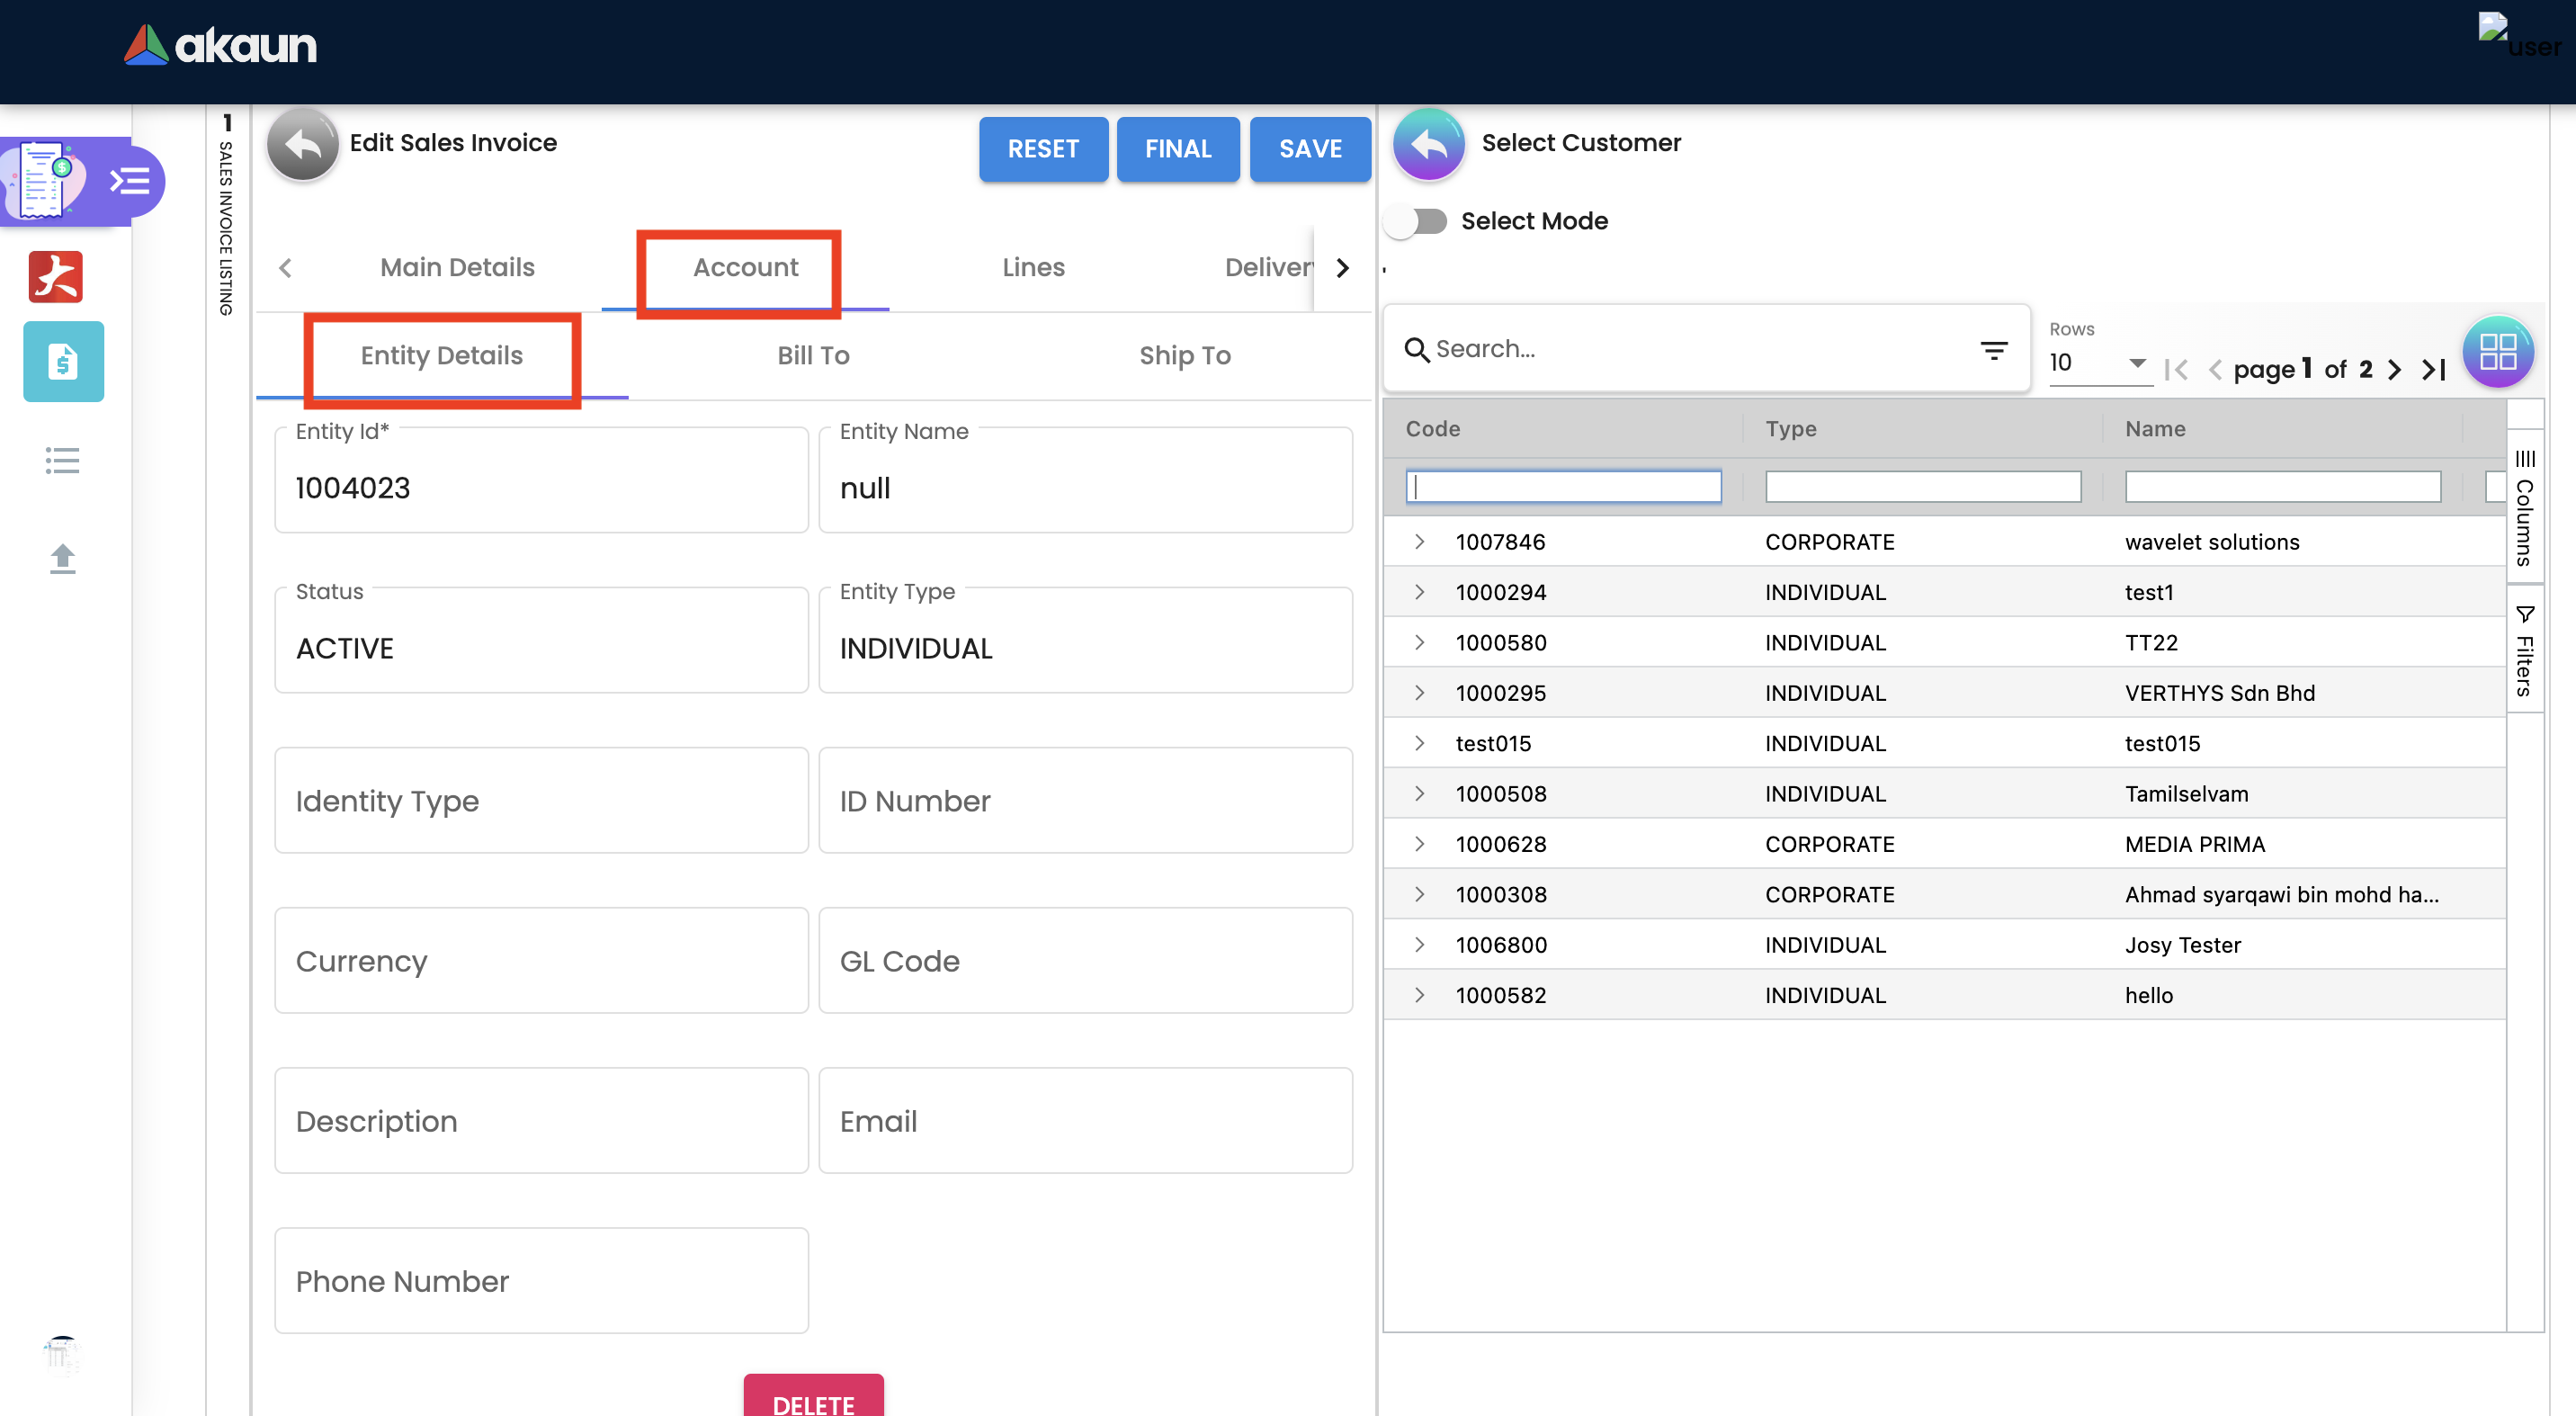 akaun
user
1 SALES INVOICE LISTING
Edit Sales Invoice
RESET
FINAL
SAVE
Main Details
Account
Lines
Delivery
Entity Details
Bill To
Ship To
Entity Id*
1004023
Entity Name
null
Status
ACTIVE
Entity Type
INDIVIDUAL
Identity Type
ID Number
Currency
GL Code
Description
Email
Phone Number
DELETE
Select Customer
Select Mode
Search...
Rows
10
page 1 of 2
Code Type Name
1007846 CORPORATE wavelet solutions
1000294 INDIVIDUAL test1
1000580 INDIVIDUAL TT22
1000295 INDIVIDUAL VERTHYS Sdn Bhd
test015 INDIVIDUAL test015
1000508 INDIVIDUAL Tamilselvam
1000628 CORPORATE MEDIA PRIMA
1000308 CORPORATE Ahmad syarqawi bin mohd ha...
1006800 INDIVIDUAL Josy Tester
1000582 INDIVIDUAL hello
Columns
Filters